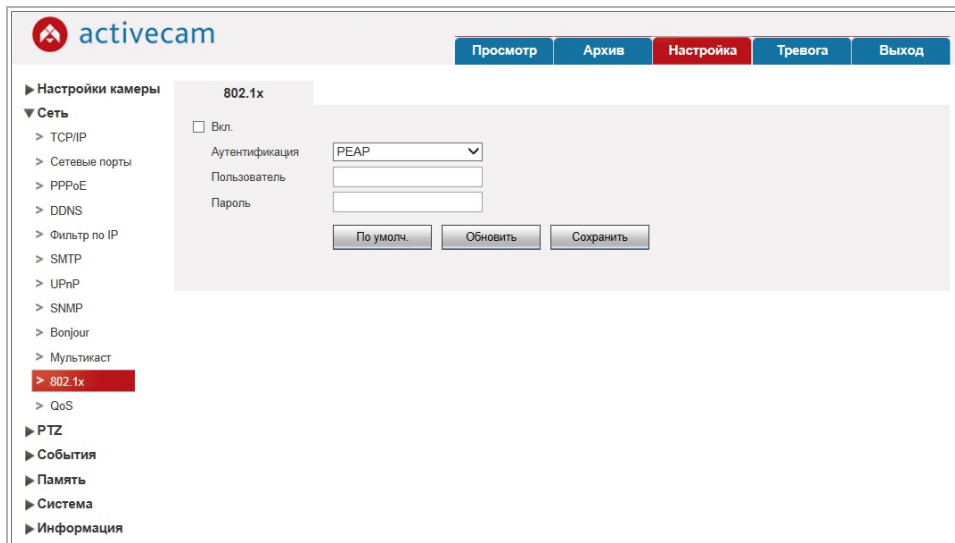 activecam
Просмотр Архив Настройка Тревога Выход
Настройки камеры
Сеть
> TCP/IP
> Сетевые порты
> PPPoE
> DDNS
> Фильтр по IP
> SMTP
> UPnP
> SNMP
> Bonjour
> Мультикаст
> 802.1x
> QoS
PTZ
События
Память
Система
Информация
802.1x
Вкл.
Аутентификация PEAP
Пользователь
Пароль
По умолч. Обновить Сохранить